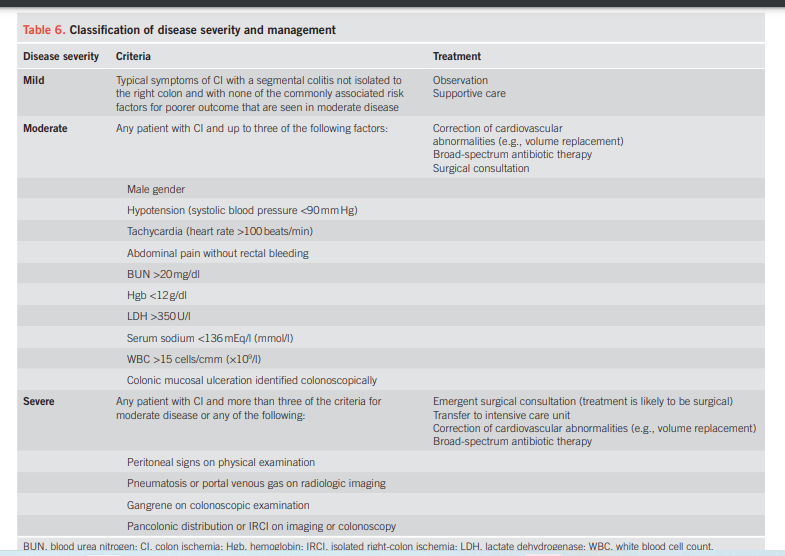 Table 6. Classification of disease severity and management
Disease severity Criteria Treatment
Mild Typical symptoms of CI with a segmental colitis not isolated to Observation
the right colon and with none of the commonly associated risk Supportive care
factors for poorer outcome that are seen in moderate disease
Moderate Any patient with CI and up to three of the following factors: Correction of cardiovascular
abnormalities (e.g., volume replacement)
Broad-spectrum antibiotic therapy
Surgical consultation
Male gender
Hypotension (systolic blood pressure <90 mm Hg)
Tachycardia (heart rate >100 beats/min)
Abdominal pain without rectal bleeding
BUN >20 mg/dl
Hgb <12 g/dl
LDH >350 U/l
Serum sodium <136 mEq/l (mmol/l)
WBC >15 cells/cmm (×10⁹/l)
Colonic mucosal ulceration identified colonoscopically
Severe Any patient with CI and more than three of the criteria for Emergent surgical consultation (treatment is likely to be surgical)
moderate disease or any of the following: Transfer to intensive care unit
Correction of cardiovascular abnormalities (e.g., volume replacement)
Broad-spectrum antibiotic therapy
Peritoneal signs on physical examination
Pneumatosis or portal venous gas on radiologic imaging
Gangrene on colonoscopic examination
Pancolonic distribution or IRCI on imaging or colonoscopy
BUN, blood urea nitrogen; CI, colon ischemia; Hgb, hemoglobin; IRCI, isolated right-colon ischemia; LDH, lactate dehydrogenase; WBC, white blood cell count.